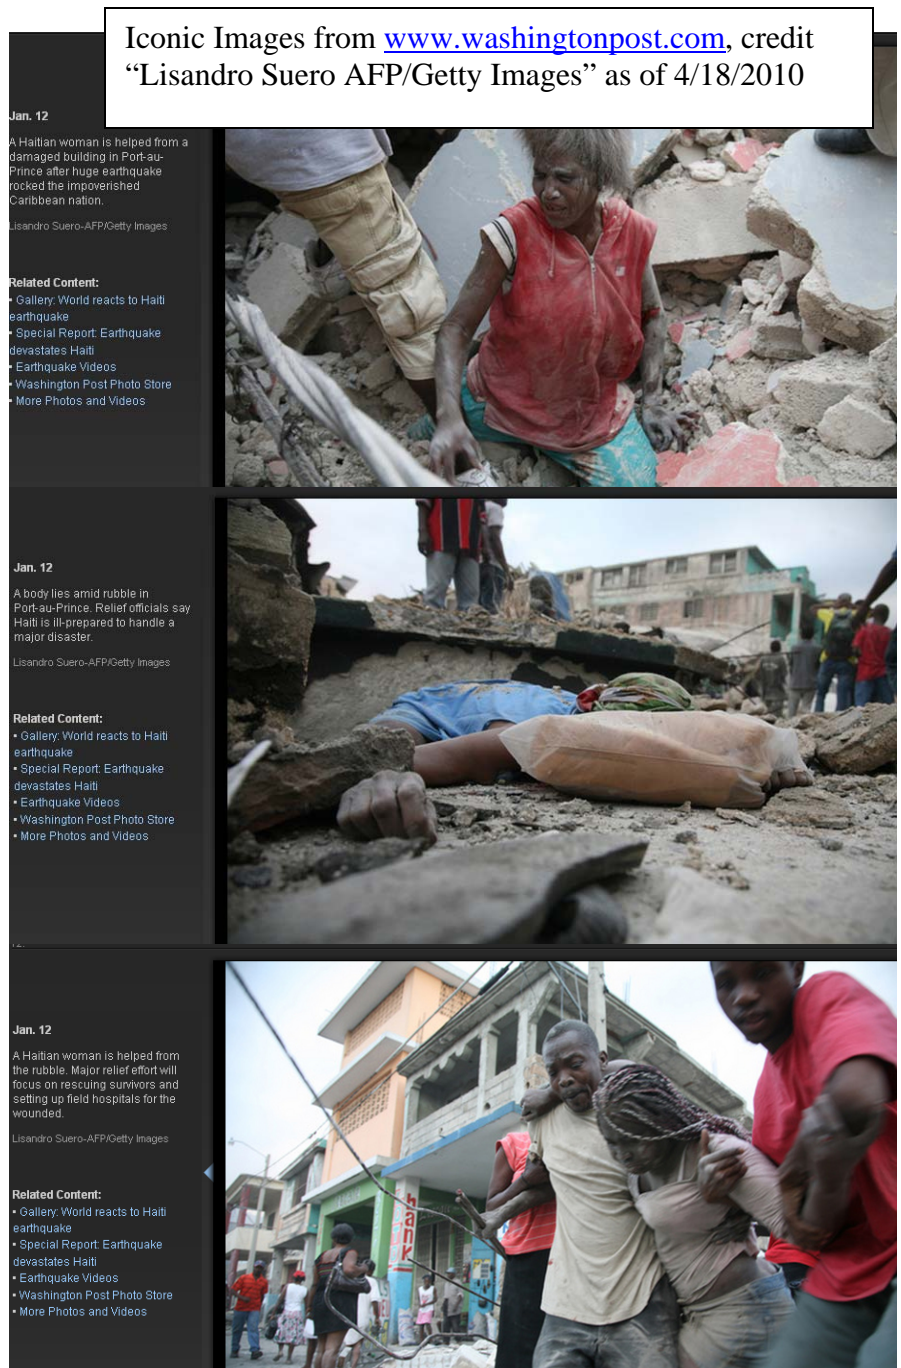 Iconic Images from www.washingtonpost.com, credit
“Lisandro Suero AFP/Getty Images” as of 4/18/2010
Jan. 12
A Haitian woman is helped from a
damaged building in Port-au-
Prince after huge earthquake
rocked the impoverished
Caribbean nation.
Lisandro Suero-AFP/Getty Images
Related Content:
• Gallery: World reacts to Haiti
earthquake
• Special Report: Earthquake
devastates Haiti
• Earthquake Videos
• Washington Post Photo Store
• More Photos and Videos
Jan. 12
A body lies amid rubble in
Port-au-Prince. Relief officials say
Haiti is ill-prepared to handle a
major disaster.
Lisandro Suero-AFP/Getty Images
Related Content:
• Gallery: World reacts to Haiti
earthquake
• Special Report: Earthquake
devastates Haiti
• Earthquake Videos
• Washington Post Photo Store
• More Photos and Videos
Jan. 12
A Haitian woman is helped from
the rubble. Major relief effort will
focus on rescuing survivors and
setting up field hospitals for the
wounded.
Lisandro Suero-AFP/Getty Images
Related Content:
• Gallery: World reacts to Haiti
earthquake
• Special Report: Earthquake
devastates Haiti
• Earthquake Videos
• Washington Post Photo Store
• More Photos and Videos